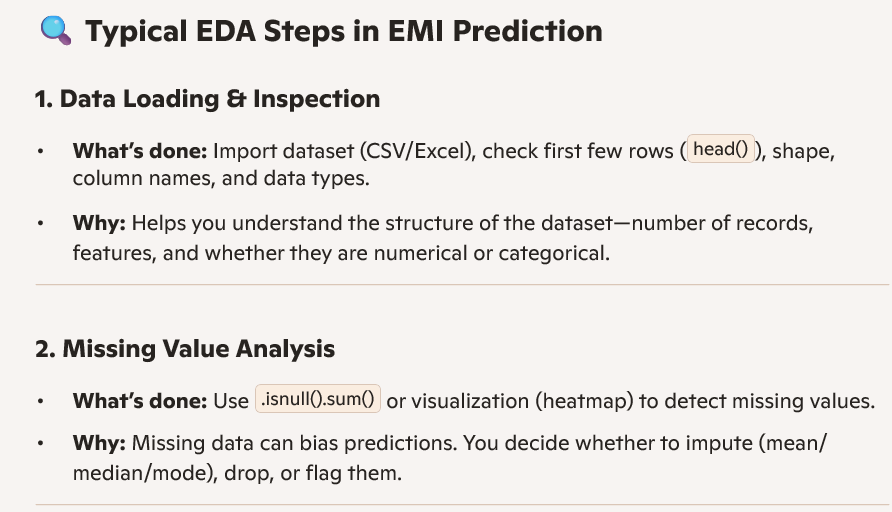 🔍 Typical EDA Steps in EMI Prediction
1. Data Loading & Inspection
• What's done: Import dataset (CSV/Excel), check first few rows (head()), shape,
column names, and data types.
• Why: Helps you understand the structure of the dataset—number of records,
features, and whether they are numerical or categorical.
2. Missing Value Analysis
• What's done: Use .isnull().sum() or visualization (heatmap) to detect missing values.
• Why: Missing data can bias predictions. You decide whether to impute (mean/
median/mode), drop, or flag them.